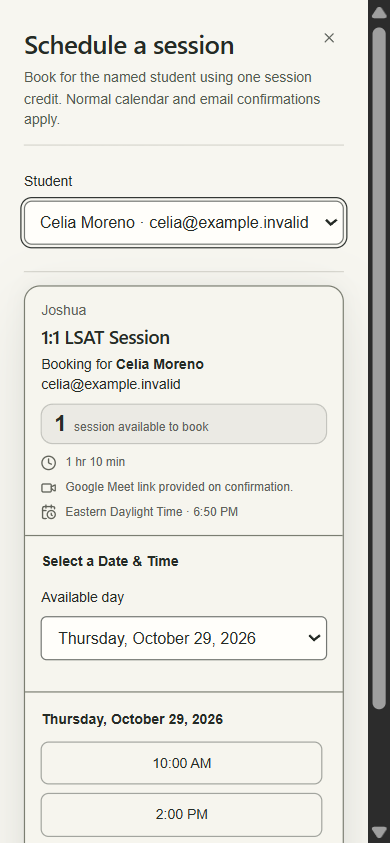 Schedule a session
Book for the named student using one session
credit. Normal calendar and email confirmations
apply.
Student
Celia Moreno · celia@example.invalid
Joshua
1:1 LSAT Session
Booking for Celia Moreno
celia@example.invalid
1 session available to book
1 hr 10 min
Google Meet link provided on confirmation.
Eastern Daylight Time · 6:50 PM
Select a Date & Time
Available day
Thursday, October 29, 2026
Thursday, October 29, 2026
10:00 AM
2:00 PM